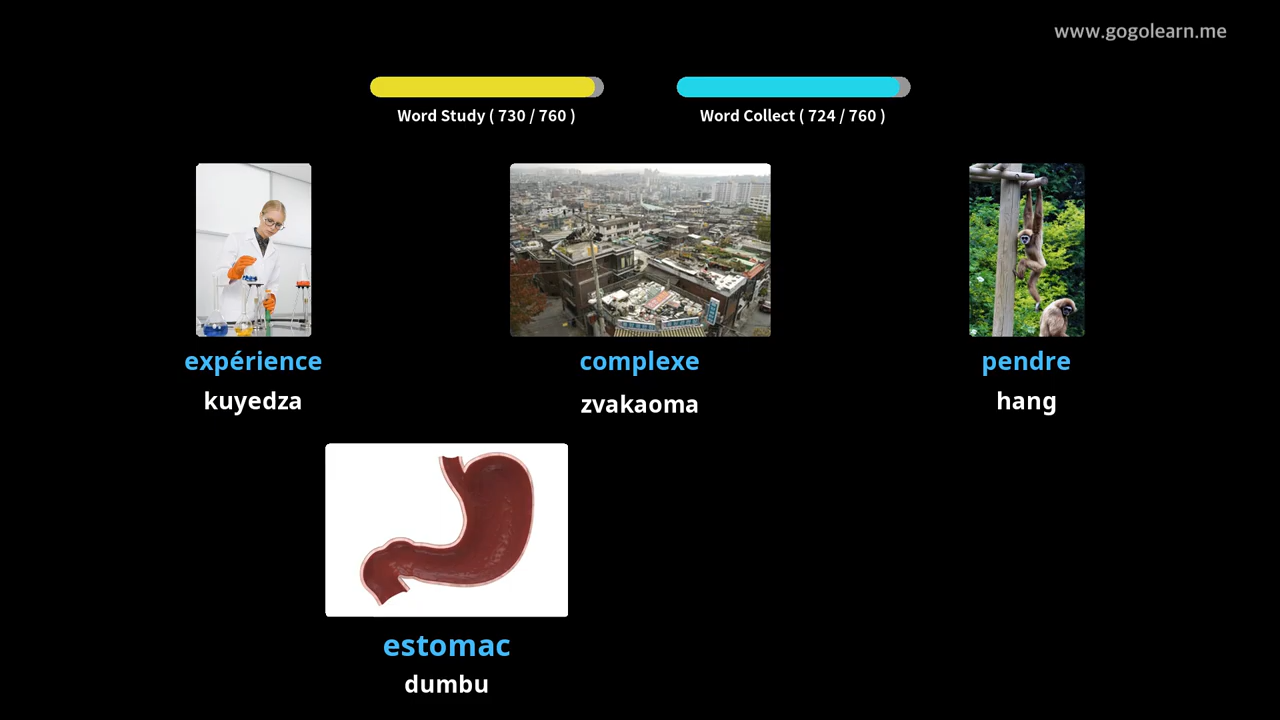 www.gogolearn.me
Word Study ( 730 / 760 )
Word Collect ( 724 / 760 )
expérience
kuyedza
complexe
zvakaoma
pendre
hang
estomac
dumbu